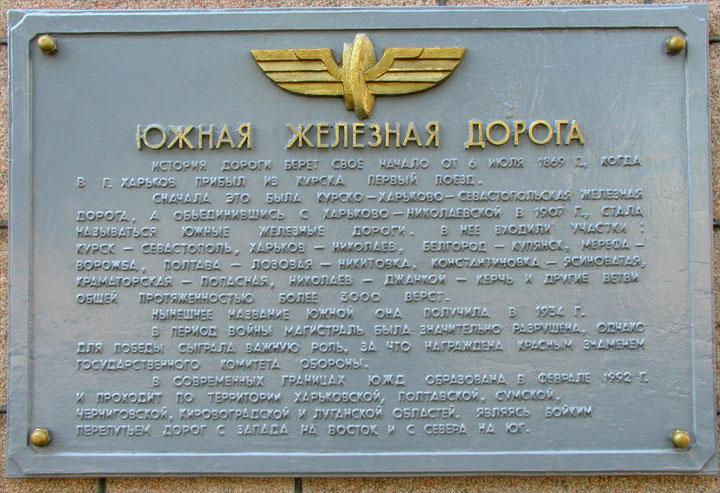 ЮЖНАЯ ЖЕЛЕЗНАЯ ДОРОГА
ИСТОРИЯ ДОРОГИ БЕРЕТ СВОЕ НАЧАЛО ОТ 6 ИЮЛЯ 1869 Г., КОГДА
В Г. ХАРЬКОВ ПРИБЫЛ ИЗ КУРСКА ПЕРВЫЙ ПОЕЗД.
СНАЧАЛА ЭТО БЫЛА КУРСКО-ХАРЬКОВО-СЕВАСТОПОЛЬСКАЯ ЖЕЛЕЗНАЯ
ДОРОГА, А ОБЪЕДИНИВШИСЬ С ХАРЬКОВО-НИКОЛАЕВСКОЙ В 1907 Г., СТАЛА
НАЗЫВАТЬСЯ ЮЖНЫЕ ЖЕЛЕЗНЫЕ ДОРОГИ. В НЕЕ ВХОДИЛИ УЧАСТКИ :
КУРСК - СЕВАСТОПОЛЬ, ХАРЬКОВ - НИКОЛАЕВ, БЕЛГОРОД - КУПЯНСК, МЕРЕФА-
ВОРОЖБА, ПОЛТАВА - ЛОЗОВАЯ - НИКИТОВКА, КОНСТАНТИНОВКА - ЯСИНОВАТАЯ,
КРАМАТОРСКАЯ - ПОПАСНАЯ, НИКОЛАЕВ - ДЖАНКОЙ - КЕРЧЬ И ДРУГИЕ ВЕТВИ
ОБЩЕЙ ПРОТЯЖЕННОСТЬЮ БОЛЕЕ 3000 ВЕРСТ.
НЫНЕШНЕЕ НАЗВАНИЕ ЮЖНОЙ ОНА ПОЛУЧИЛА В 1934 Г.
В ПЕРИОД ВОЙНЫ МАГИСТРАЛЬ БЫЛА ЗНАЧИТЕЛЬНО РАЗРУШЕНА, ОДНАКО
ДЛЯ ПОБЕДЫ СЫГРАЛА ВАЖНУЮ РОЛЬ, ЗА ЧТО НАГРАЖДЕНА КРАСНЫМ ЗНАМЕНЕМ
ГОСУДАРСТВЕННОГО КОМИТЕТА ОБОРОНЫ.
В СОВРЕМЕННЫХ ГРАНИЦАХ ЮЖД ОБРАЗОВАНА В ФЕВРАЛЕ 1992 Г.
И ПРОХОДИТ ПО ТЕРРИТОРИИ ХАРЬКОВСКОЙ, ПОЛТАВСКОЙ, СУМСКОЙ,
ЧЕРНИГОВСКОЙ, КИРОВОГРАДСКОЙ И ЛУГАНСКОЙ ОБЛАСТЕЙ, ЯВЛЯЯСЬ БОЙКИМ
ПЕРЕПУТЬЕМ ДОРОГ С ЗАПАДА НА ВОСТОК И С СЕВЕРА НА ЮГ.